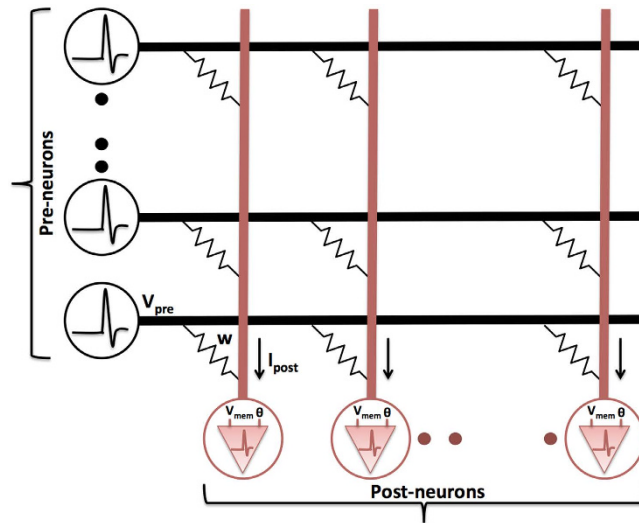 Pre-neurons
V_pre
w
I_post
V_mem θ
V_mem θ
V_mem θ
Post-neurons